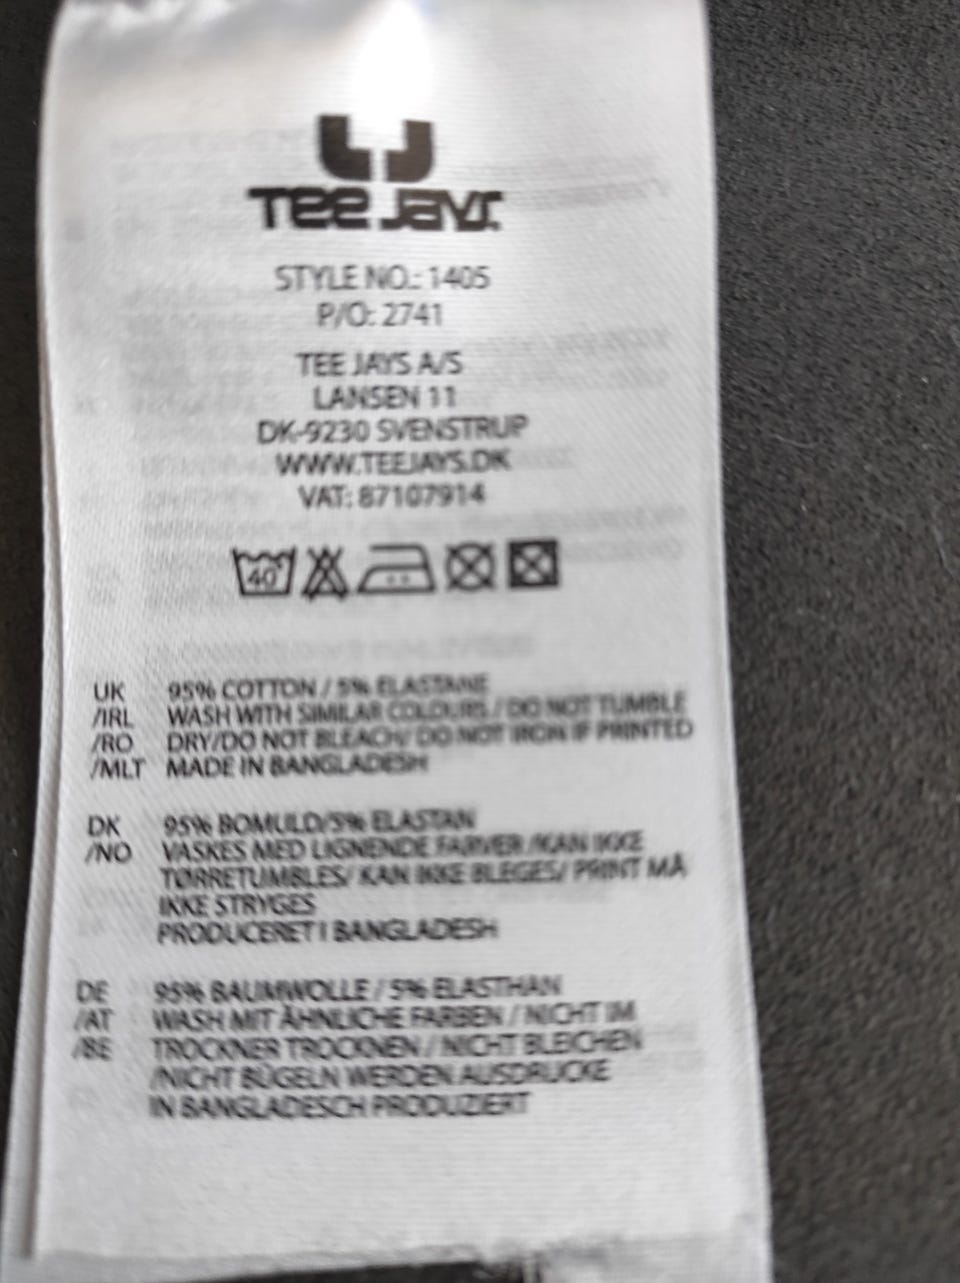 TEE JAYS.
STYLE NO.: 1405
P/O: 2741
TEE JAYS A/S
LANSEN 11
DK-9230 SVENSTRUP
WWW.TEEJAYS.DK
VAT: 87107914
40
UK 95% COTTON / 5% ELASTANE
/IRL WASH WITH SIMILAR COLOURS / DO NOT TUMBLE
/RO DRY/DO NOT BLEACH/ DO NOT IRON IF PRINTED
/MLT MADE IN BANGLADESH
DK 95% BOMULD/5% ELASTAN
/NO VASKES MED LIGNENDE FARVER /KAN IKKE
TØRRETUMBLES/ KAN IKKE BLEGES/ PRINT MÅ
IKKE STRYGES
PRODUCERET I BANGLADESH
DE 95% BAUMWOLLE / 5% ELASTHAN
/AT WASH MIT ÄHNLICHE FARBEN / NICHT IM
/BE TROCKNER TROCKNEN / NICHT BLEICHEN
/NICHT BÜGELN WERDEN AUSDRUCKE
IN BANGLADESCH PRODUZIERT